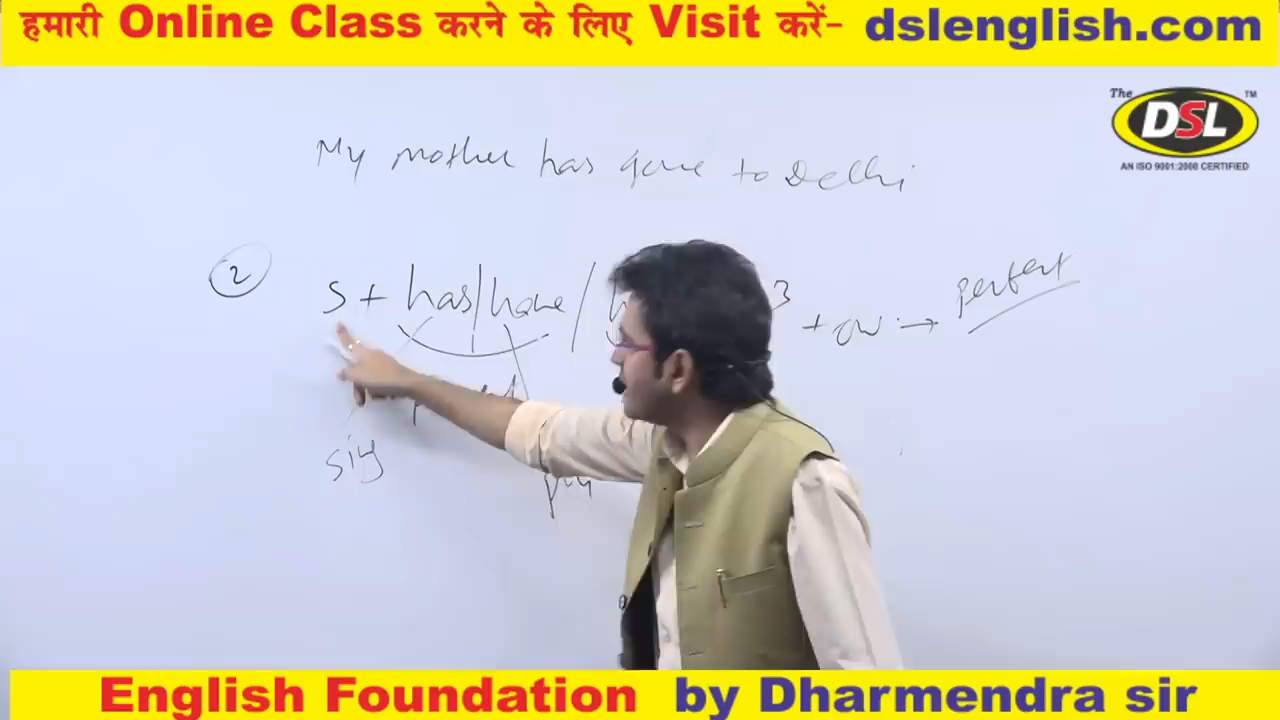 हमारी Online Class करने के लिए Visit करें- dslenglish.com
The DSL TM
AN ISO 9001:2008 CERTIFIED
My mother has gone to Delhi
2 S + has/have / 3 + ow → Perfect
sig
English Foundation by Dharmendra sir